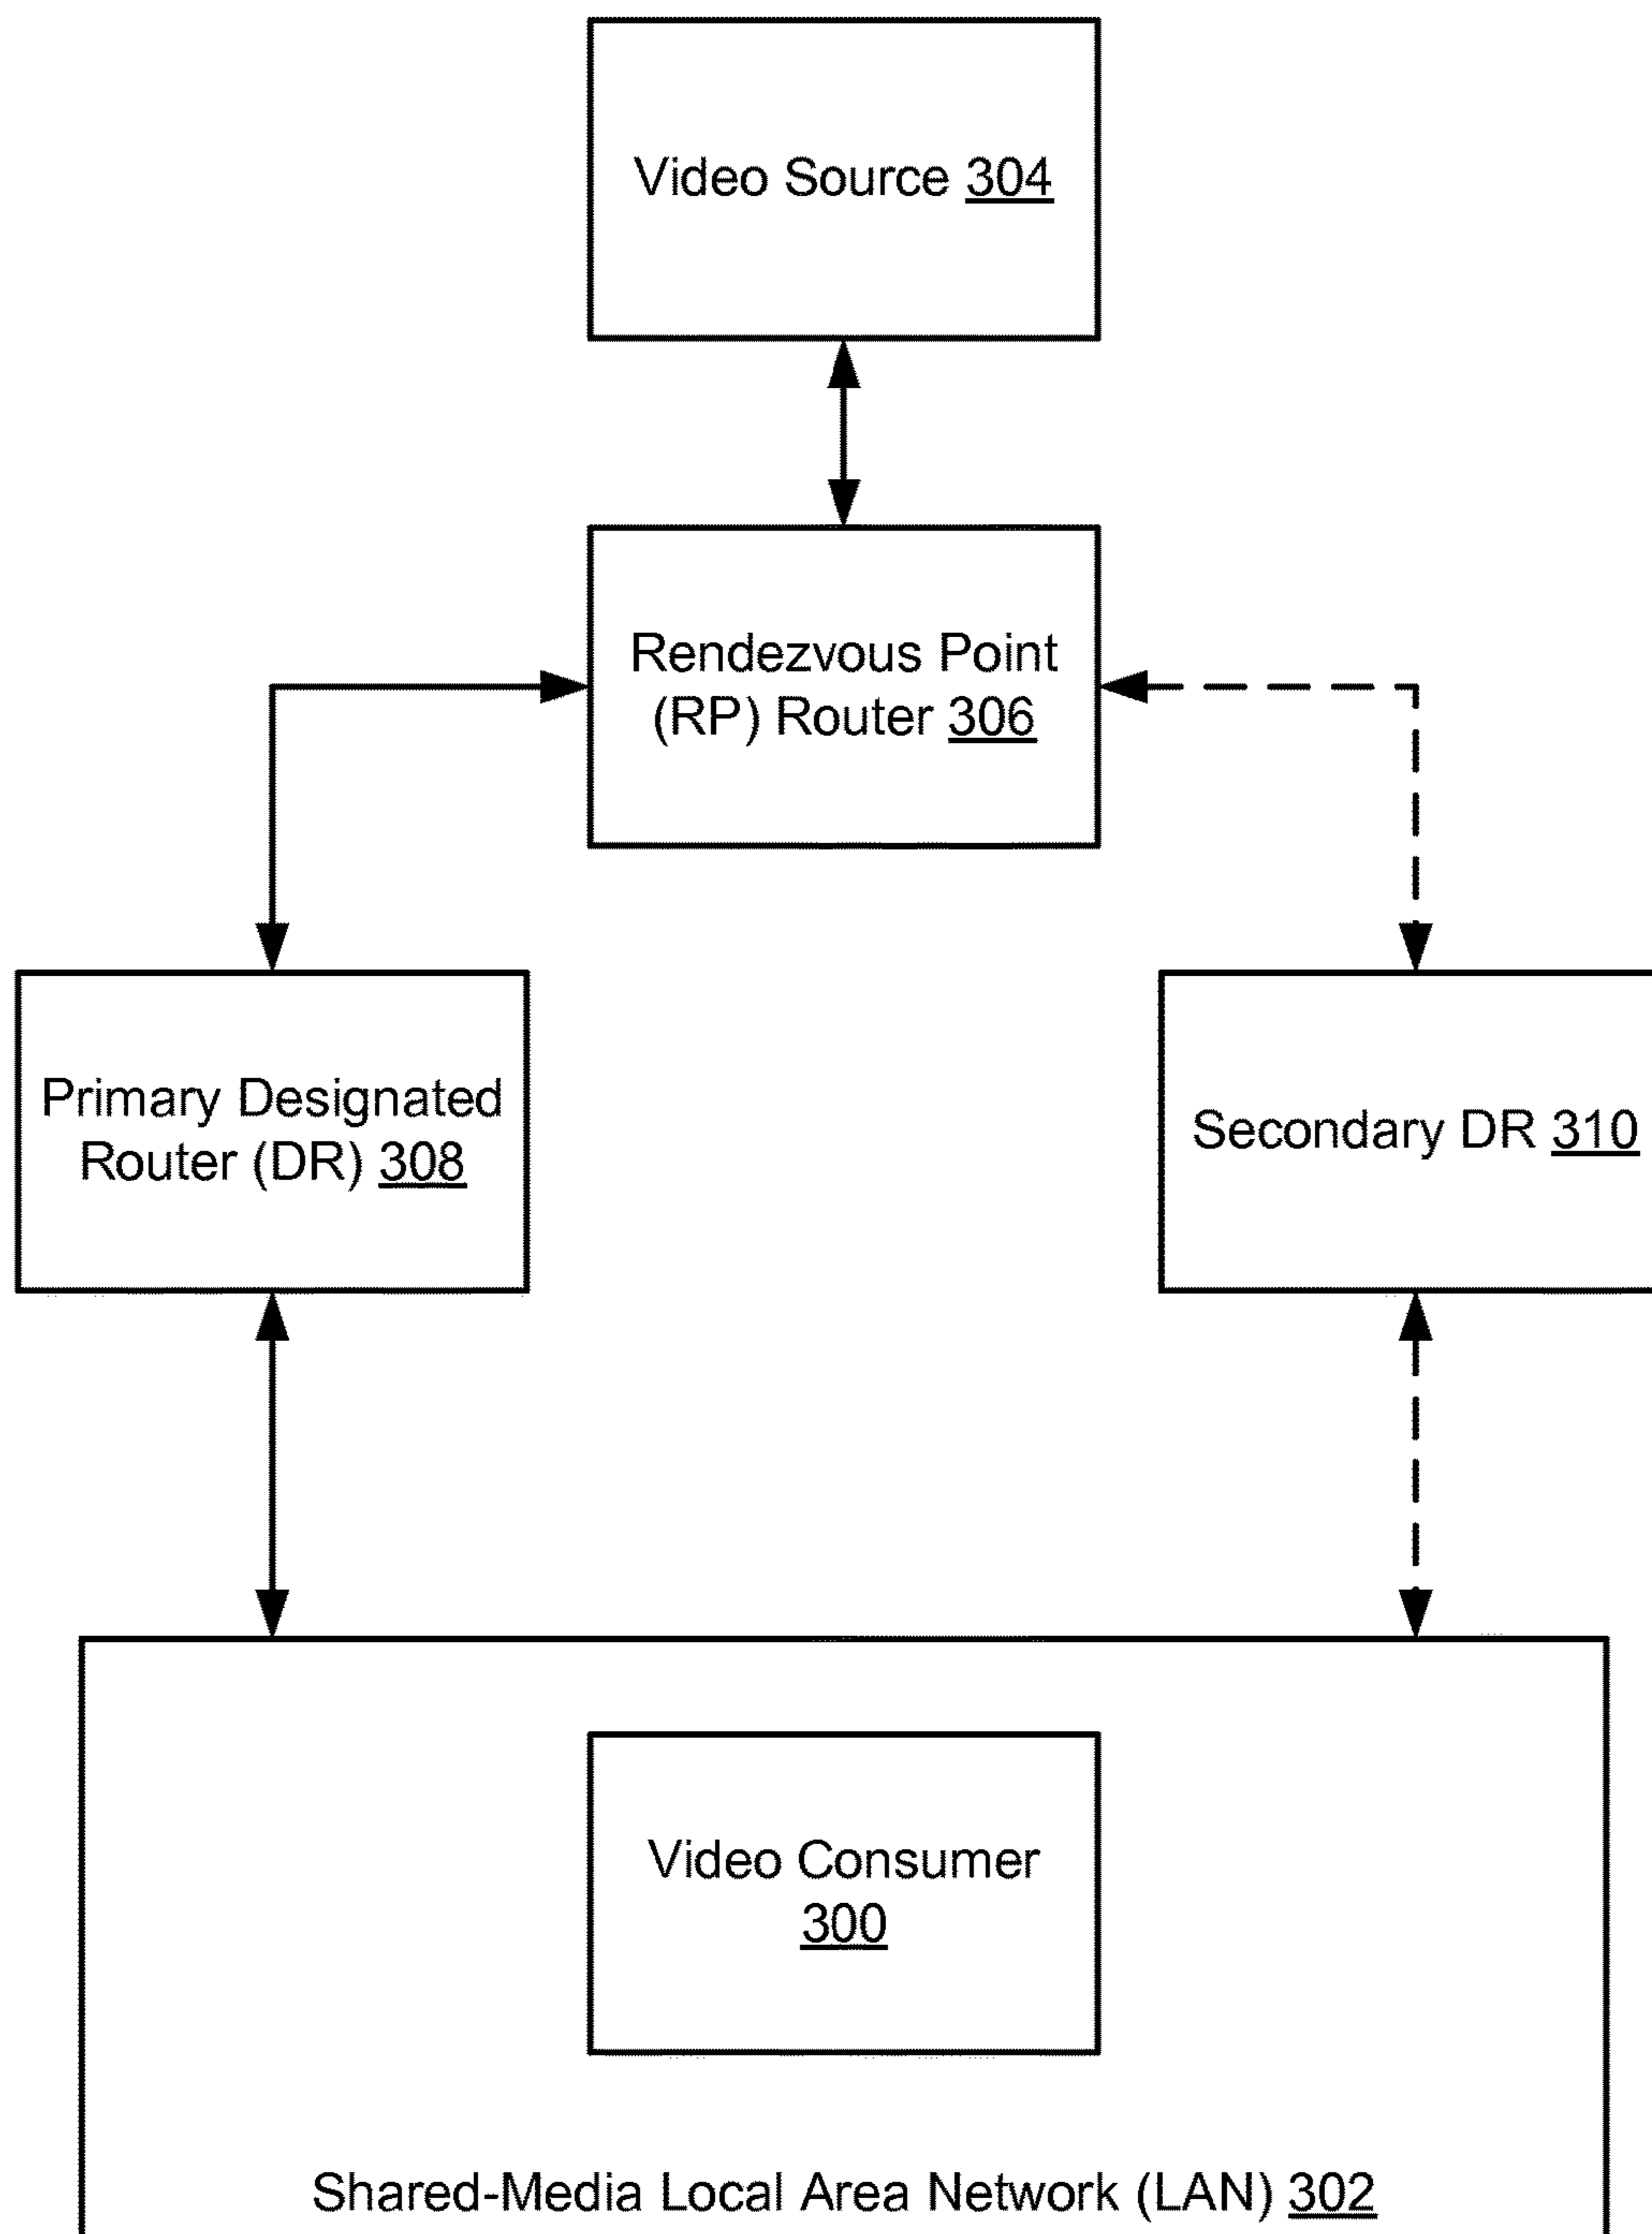 Video Source 304
Rendezvous Point
(RP) Router 306
Primary Designated
Router (DR) 308
Secondary DR 310
Video Consumer
300
Shared-Media Local Area Network (LAN) 302